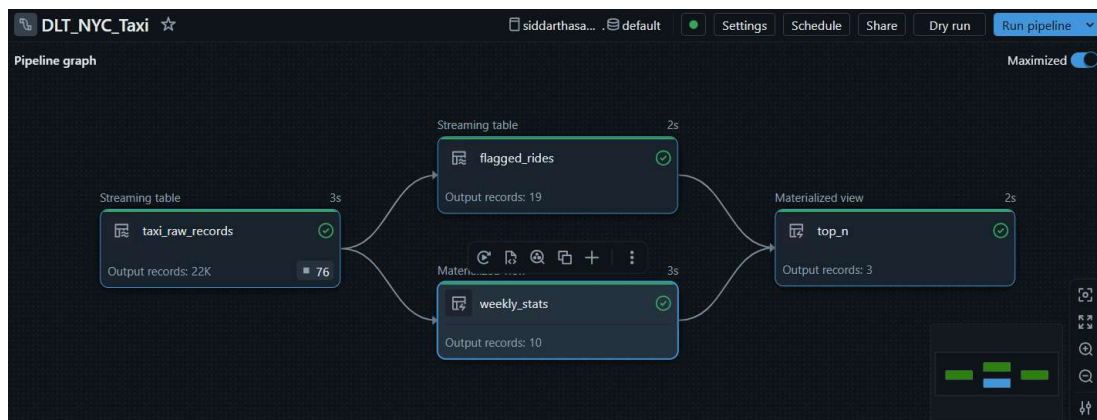 DLT_NYC_Taxi
siddarthasa... . default
Settings
Schedule
Share
Dry run
Run pipeline
Pipeline graph
Maximized
Streaming table 2s
flagged_rides
Output records: 19
Streaming table 3s
taxi_raw_records
Output records: 22K
76
Materialized view 2s
top_n
Output records: 3
3s
weekly_stats
Output records: 10